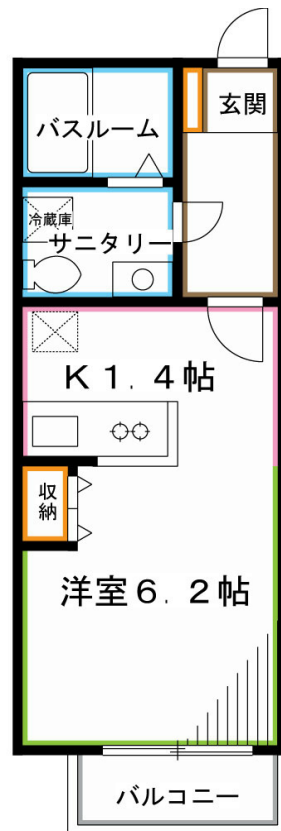 玄関
バスルーム
冷蔵庫
サニタリー
K1.4帖
収納
洋室6.2帖
バルコニー